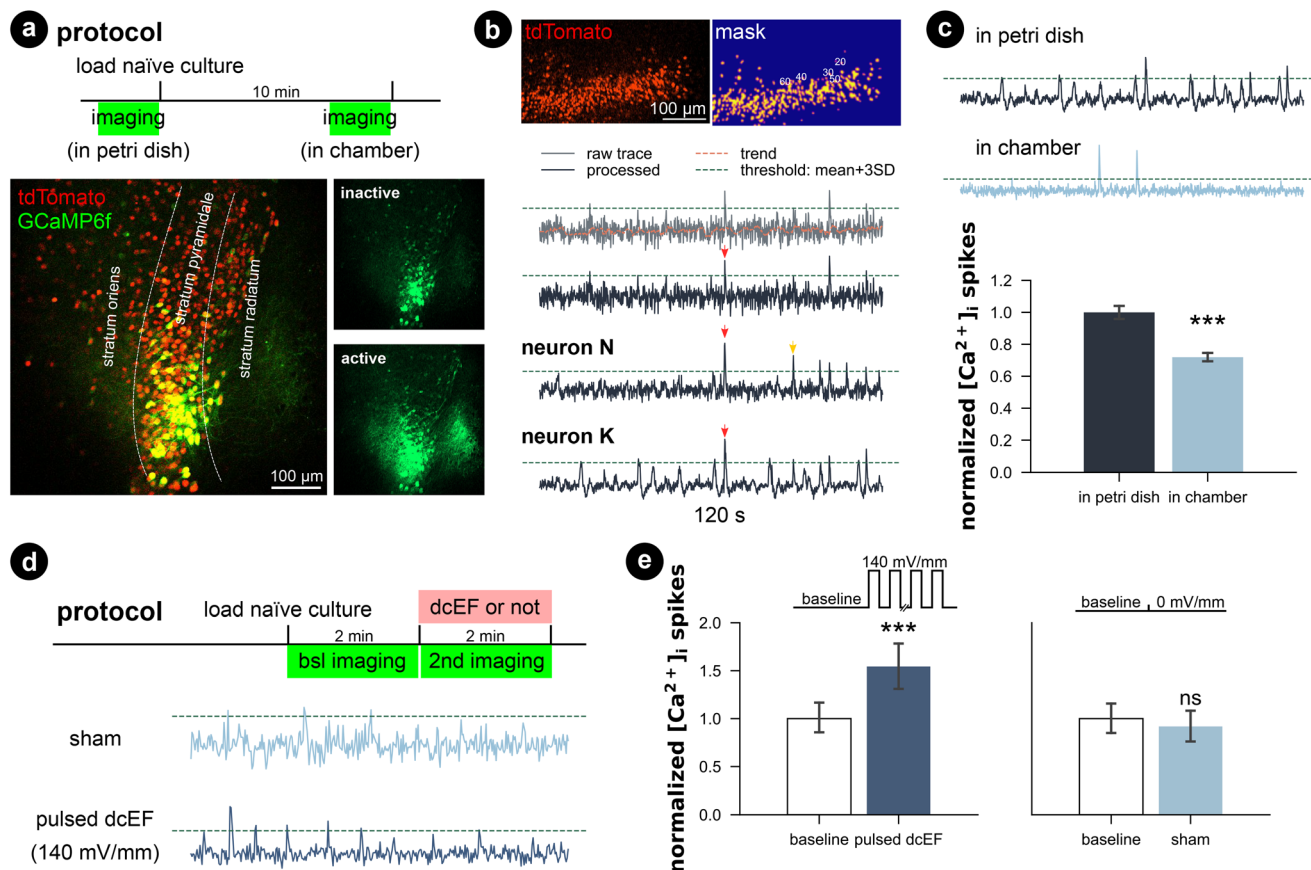 a
protocol
load naïve culture
10 min
imaging
imaging
(in petri dish)
(in chamber)
tdTomato
GCaMP6f
stratum oriens
stratum pyramidale
stratum radiatum
100 µm
inactive
active
b
tdTomato
100 µm
mask
60
40
30
50
20
raw trace
trend
processed
threshold: mean+3SD
neuron N
neuron K
120 s
c
in petri dish
in chamber
normalized [Ca²⁺]ᵢ spikes
1.2
1.0
0.8
0.6
0.4
0.2
0.0
***
in petri dish
in chamber
d
protocol
load naïve culture
dcEF or not
2 min
2 min
bsl imaging
2nd imaging
sham
pulsed dcEF
(140 mV/mm)
e
140 mV/mm
baseline
normalized [Ca²⁺]ᵢ spikes
2.0
1.5
1.0
0.5
0.0
***
baseline
pulsed dcEF
baseline
0 mV/mm
ns
baseline
sham